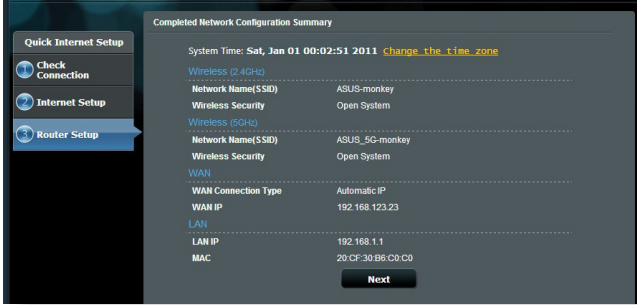 Completed Network Configuration Summary
Quick Internet Setup
1 Check Connection
2 Internet Setup
3 Router Setup
System Time: Sat, Jan 01 00:02:51 2011 Change the time zone
Wireless (2.4GHz)
Network Name(SSID) ASUS-monkey
Wireless Security Open System
Wireless (5GHz)
Network Name(SSID) ASUS_5G-monkey
Wireless Security Open System
WAN
WAN Connection Type Automatic IP
WAN IP 192.168.123.23
LAN
LAN IP 192.168.1.1
MAC 20:CF:30:B6:C0:C0
Next